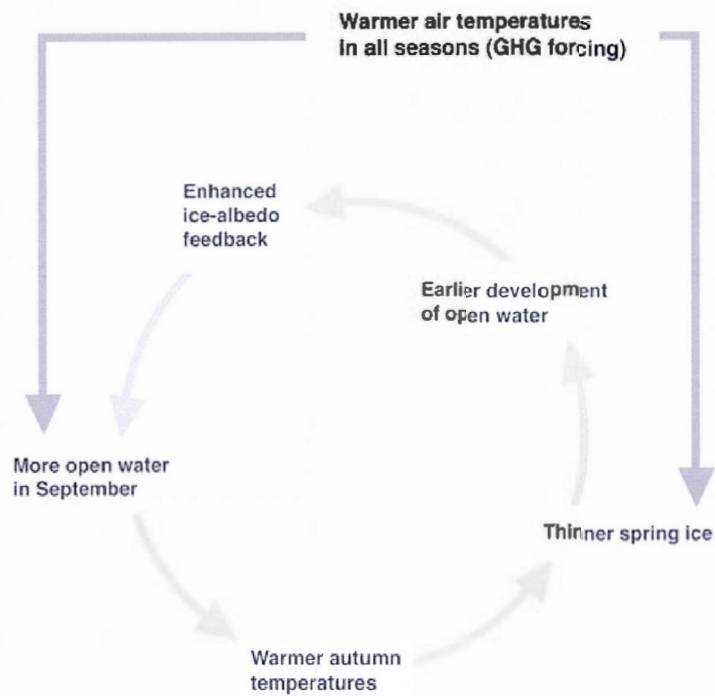 Warmer air temperatures
in all seasons (GHG forcing)
Enhanced
ice-albedo
feedback
Earlier development
of open water
More open water
in September
Thinner spring ice
Warmer autumn
temperatures